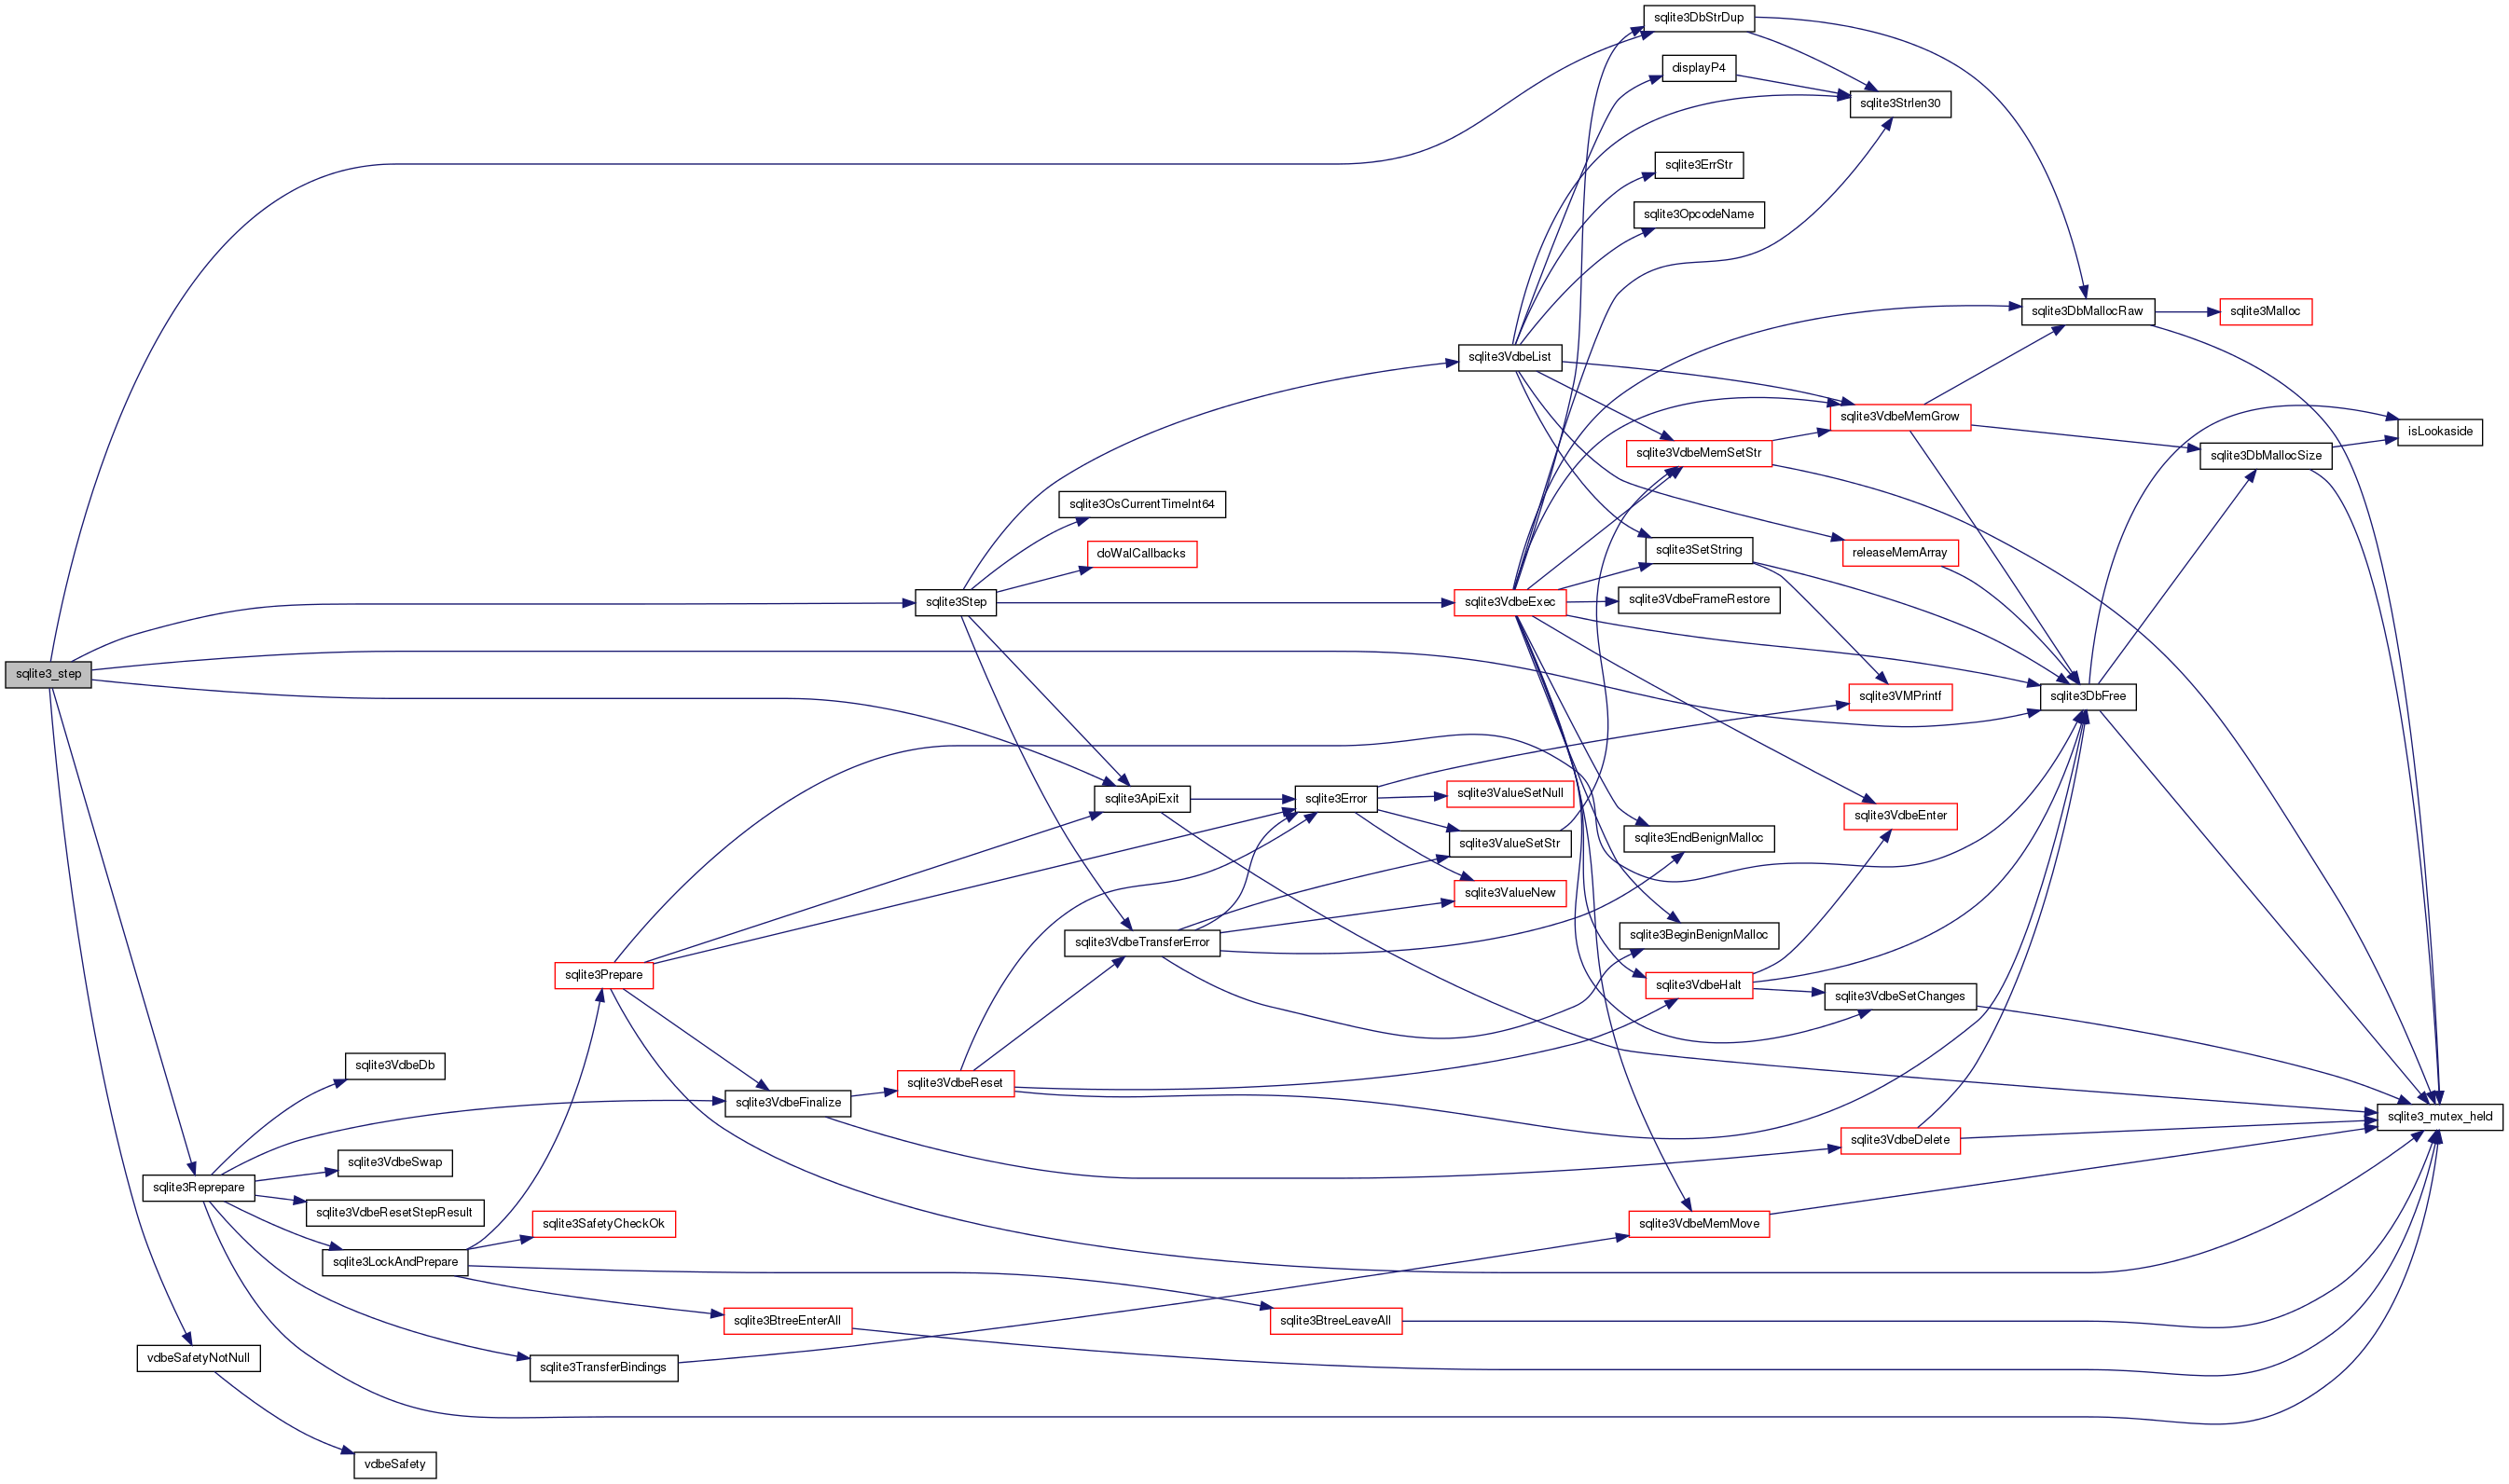 sqlite3DbStrDup
displayP4
sqlite3Strlen30
sqlite3ErrStr
sqlite3OpcodeName
sqlite3DbMallocRaw
sqlite3Malloc
sqlite3VdbeList
sqlite3VdbeMemGrow
isLookaside
sqlite3VdbeMemSetStr
sqlite3DbMallocSize
sqlite3OsCurrentTimeInt64
doWalCallbacks
sqlite3SetString
releaseMemArray
sqlite3Step
sqlite3VdbeExec
sqlite3VdbeFrameRestore
sqlite3_step
sqlite3VMPrintf
sqlite3DbFree
sqlite3ApiExit
sqlite3Error
sqlite3ValueSetNull
sqlite3VdbeEnter
sqlite3ValueSetStr
sqlite3EndBenignMalloc
sqlite3ValueNew
sqlite3VdbeTransferError
sqlite3BeginBenignMalloc
sqlite3Prepare
sqlite3VdbeHalt
sqlite3VdbeSetChanges
sqlite3VdbeDb
sqlite3VdbeReset
sqlite3VdbeFinalize
sqlite3_mutex_held
sqlite3VdbeDelete
sqlite3VdbeSwap
sqlite3Reprepare
sqlite3VdbeResetStepResult
sqlite3SafetyCheckOk
sqlite3VdbeMemMove
sqlite3LockAndPrepare
sqlite3BtreeEnterAll
sqlite3BtreeLeaveAll
vdbeSafetyNotNull
sqlite3TransferBindings
vdbeSafety